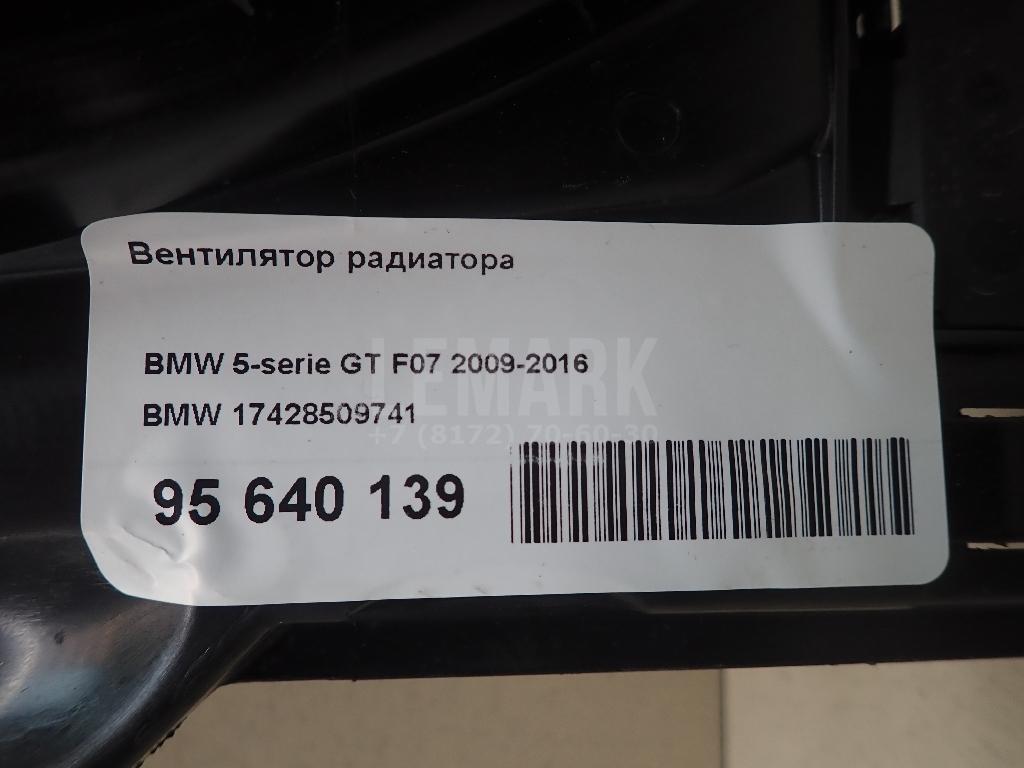 Вентилятор радиатора
BMW 5-serie GT F07 2009-2016
LEMARK
BMW 17428509741
+7 (8172) 70-60-30
95 640 139